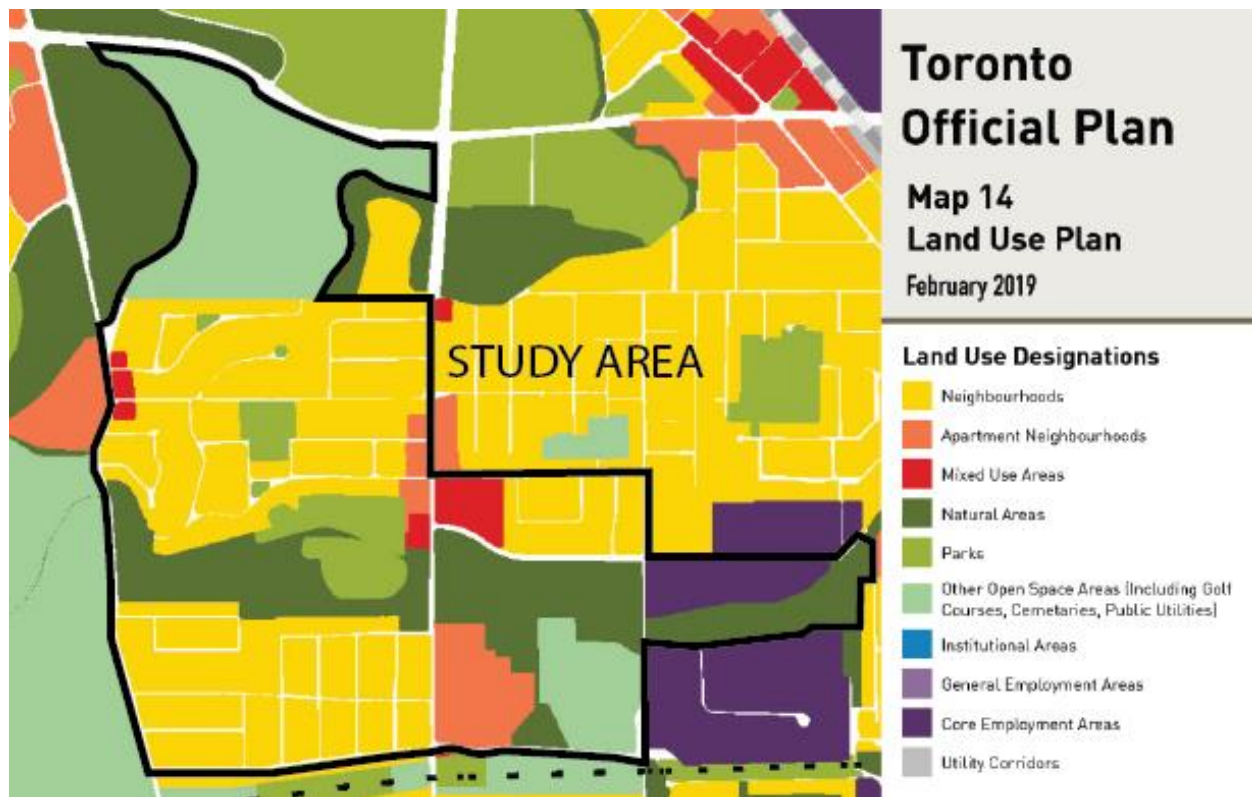 Toronto
Official Plan
Map 14
Land Use Plan
February 2019
STUDY AREA
Land Use Designations
Neighbourhoods
Apartment Neighbourhoods
Mixed Use Areas
Natural Areas
Parks
Other Open Space Areas (Including Golf
Courses, Cemetaries, Public Utilities)
Institutional Areas
General Employment Areas
Core Employment Areas
Utility Corridors